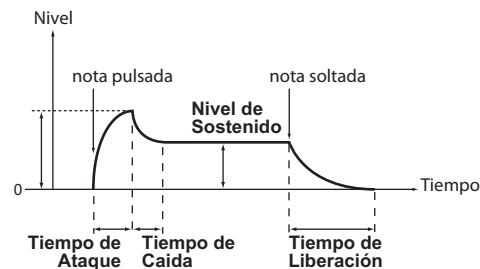 Nivel
nota pulsada
nota soltada
Nivel de
Sostenido
0
Tiempo
Tiempo de
Ataque
Tiempo de
Caida
Tiempo de
Liberación